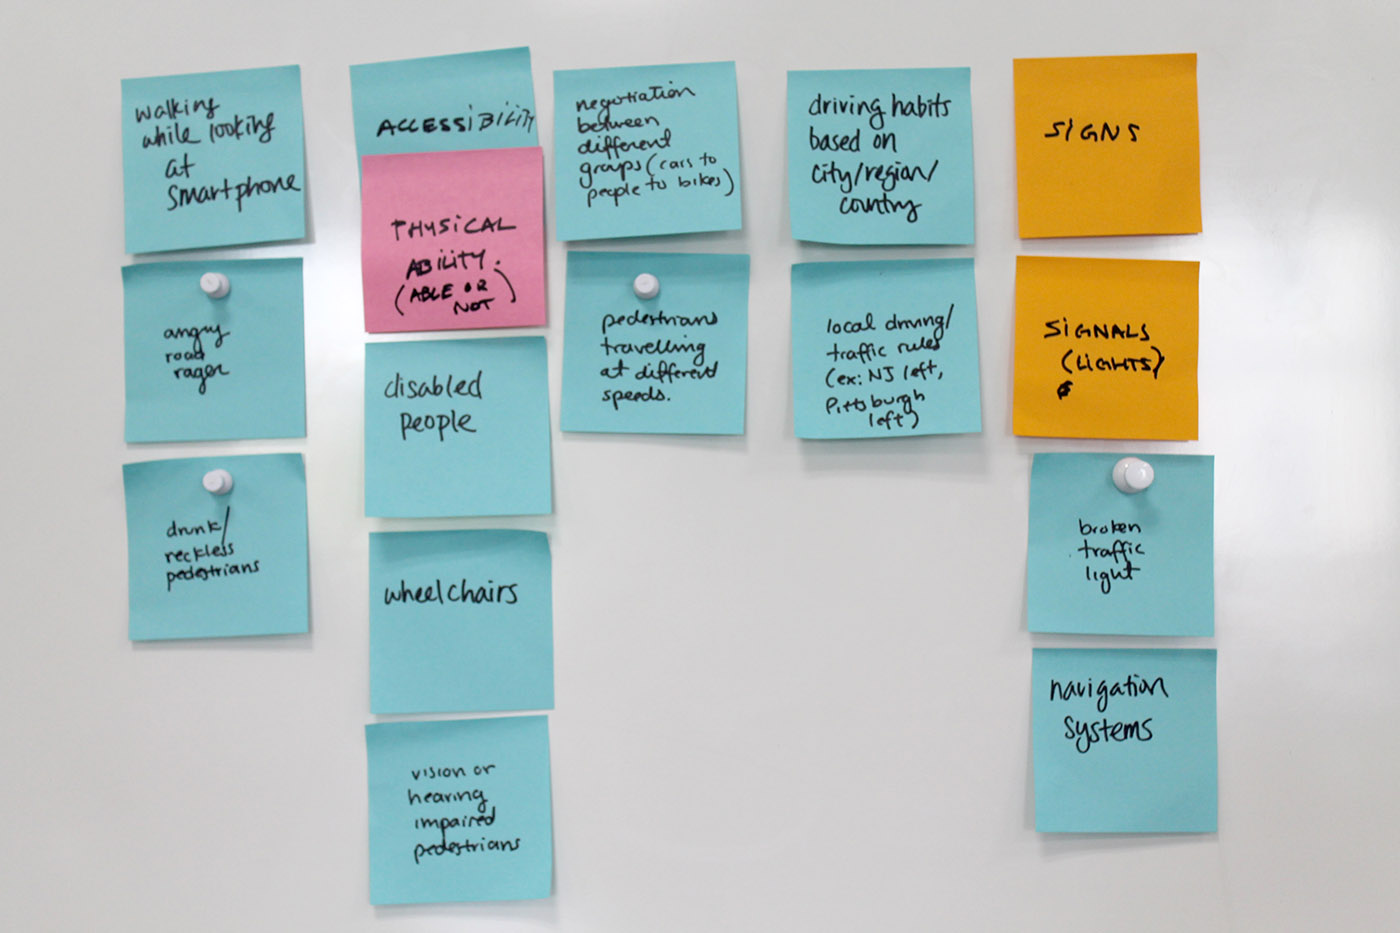 walking
while looking
at
smartphone
angry
road
rager
drunk/
reckless
pedestrians
ACCESSIBILITY
PHYSICAL
ABILITY.
(ABLE OR
NOT)
disabled
people
wheelchairs
vision or
hearing
impaired
pedestrians
negotiation
between
different
groups (cars to
people to bikes)
pedestrians
travelling
at different
speeds.
driving habits
based on
city/region/
country
local driving/
traffic rules
(ex: NJ left,
Pittsburgh
left)
SIGNS
SIGNALS
(LIGHTS)
broken
traffic
light
navigation
systems